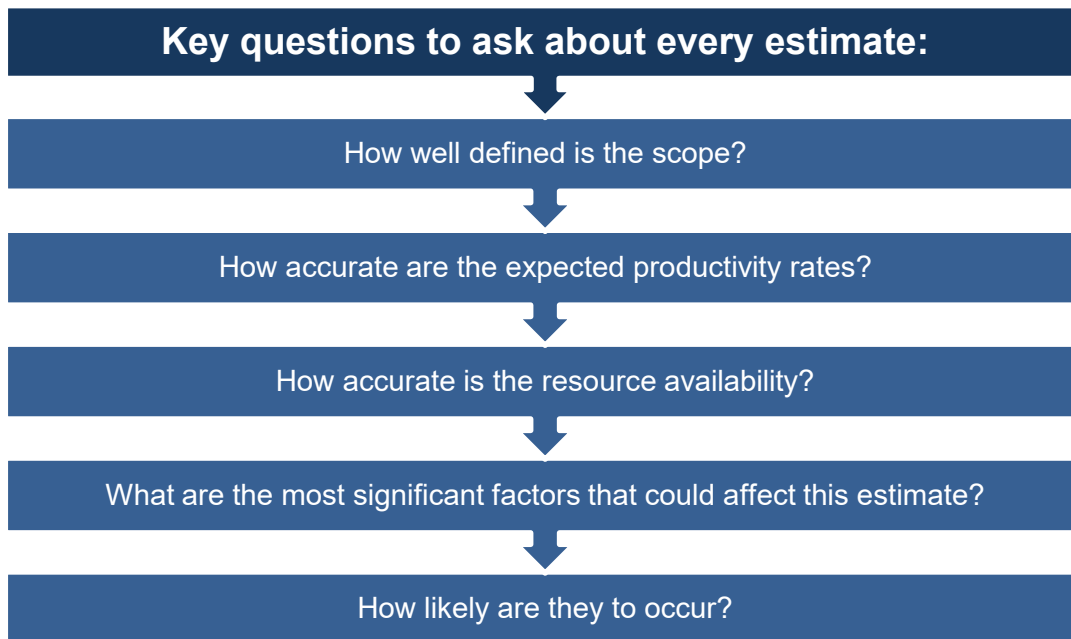 Key questions to ask about every estimate:
How well defined is the scope?
How accurate are the expected productivity rates?
How accurate is the resource availability?
What are the most significant factors that could affect this estimate?
How likely are they to occur?